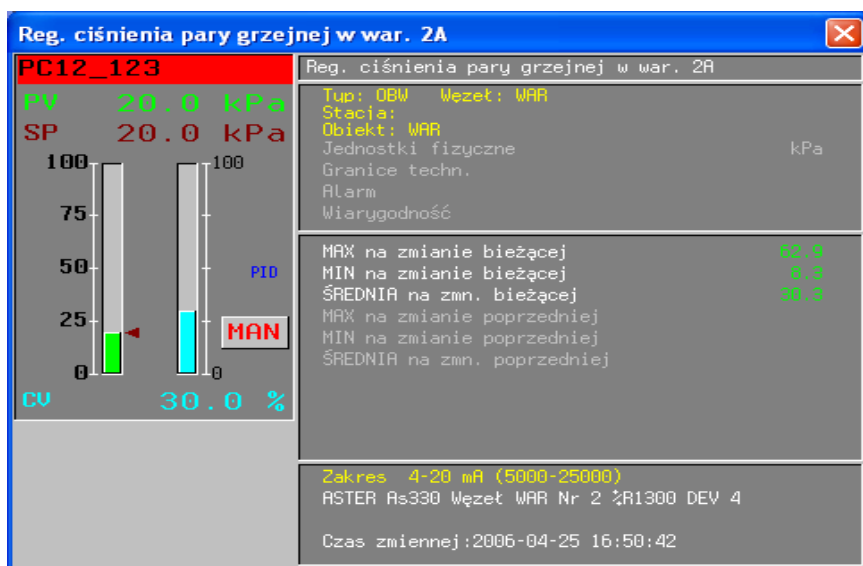 Reg. ciśnienia pary grzejnej w war. 2A
PC12_123
PV 20.0 kPa
SP 20.0 kPa
100 100
75
50 PID
25 MAN
0 0
CV 30.0 %
Reg. ciśnienia pary grzejnej w war. 2A
Typ: OBW Węzeł: WAR
Stacja:
Obiekt: WAR
Jednostki fizyczne kPa
Granice techn.
Alarm
Wiarygodność
MAX na zmianie bieżącej 62.9
MIN na zmianie bieżącej 8.3
ŚREDNIA na zmn. bieżącej 30.3
MAX na zmianie poprzedniej
MIN na zmianie poprzedniej
ŚREDNIA na zmn. poprzedniej
Zakres 4-20 mA (5000-25000)
ASTER As330 Węzeł WAR Nr 2 %R1300 DEV 4
Czas zmiennej:2006-04-25 16:50:42